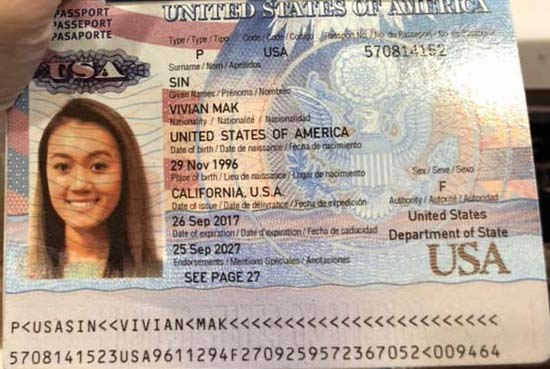 PASSPORT
PASSEPORT
PASAPORTE
UNITED STATES OF AMERICA
Type / Type / Tipo Code / Code / Código Passport No. / No. de Pasaporte
P USA 570814152
Surname / Nom / Apellidos
SIN
Given Names / Prénoms / Nombres
VIVIAN MAK
Nationality / Nationalité / Nacionalidad
UNITED STATES OF AMERICA
Date of birth / Date de naissance / Fecha de nacimiento
29 Nov 1996
Place of birth / Lieu de naissance / Lugar de nacimiento Sex / Sexe / Sexo
CALIFORNIA, U.S.A. F
Date of issue / Date de délivrance / Fecha de expedición Authority / Autorité / Autoridad
26 Sep 2017 United States
Date of expiration / Date d'expiration / Fecha de caducidad Department of State
25 Sep 2027 USA
Endorsements / Mentions Spéciales / Anotaciones
SEE PAGE 27
USA
P<USASIN<<VIVIAN<MAK<<<<<<<<<<<<<<<<<<<<<<<<
5708141523USA9611294F2709259572367052<009464